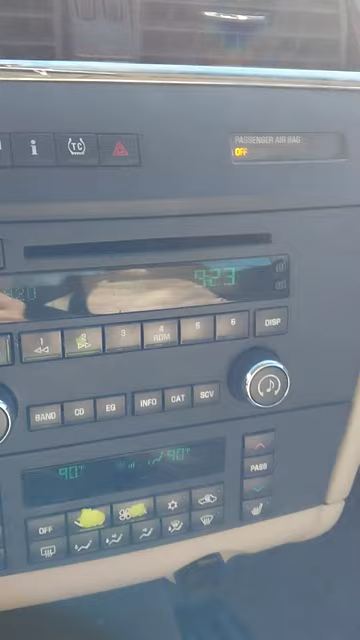 i TC
PASSENGER AIR BAG
OFF
9:23
1 2 3 4 5 6 DISP
RDM
BAND CD EQ INFO CAT SCV
90° 90°
PASS
OFF